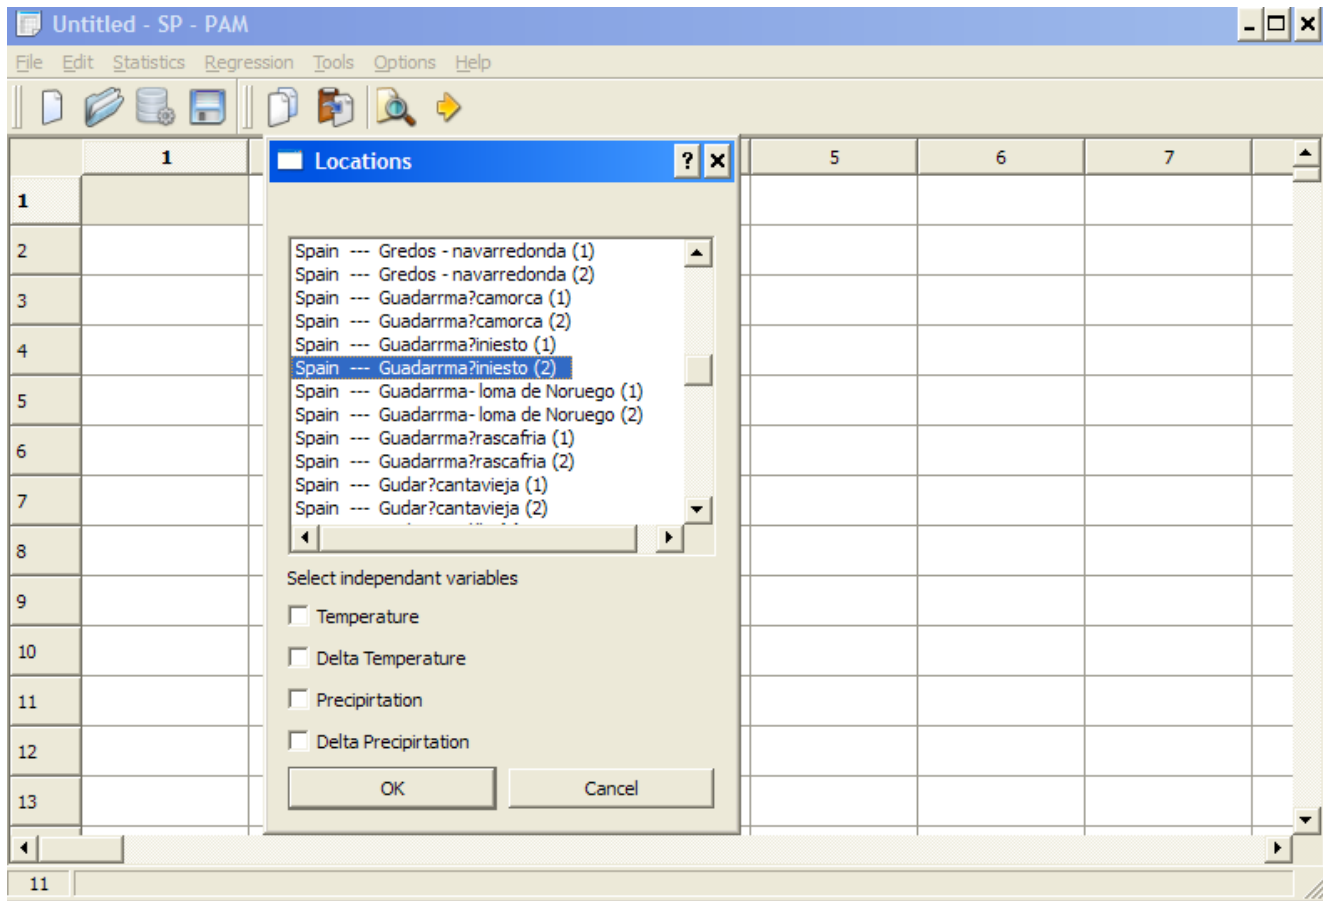 Untitled - SP - PAM
File Edit Statistics Regression Tools Options Help
1 5 6 7
Locations
1
2
3
4
5
6
7
8
9
10
11
12
13
Spain --- Gredos - navarredonda (1)
Spain --- Gredos - navarredonda (2)
Spain --- Guadarrma?camorca (1)
Spain --- Guadarrma?camorca (2)
Spain --- Guadarrma?iniesto (1)
Spain --- Guadarrma?iniesto (2)
Spain --- Guadarrma- loma de Noruego (1)
Spain --- Guadarrma- loma de Noruego (2)
Spain --- Guadarrma?rascafria (1)
Spain --- Guadarrma?rascafria (2)
Spain --- Gudar?cantavieja (1)
Spain --- Gudar?cantavieja (2)
Select independant variables
Temperature
Delta Temperature
Precipirtation
Delta Precipirtation
OK Cancel
11